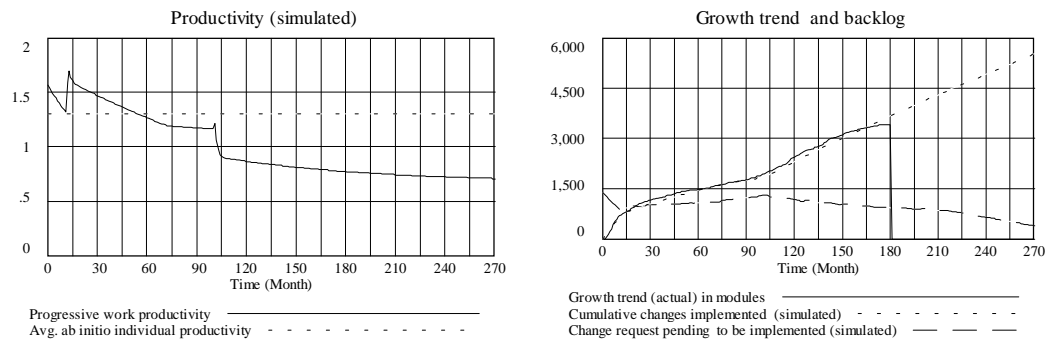 Productivity (simulated)
2
1.5
1
.5
0
0 30 60 90 120 150 180 210 240 270
Time (Month)
Progressive work productivity
Avg. ab initio individual productivity
Growth trend and backlog
6,000
4,500
3,000
1,500
0
0 30 60 90 120 150 180 210 240 270
Time (Month)
Growth trend (actual) in modules
Cumulative changes implemented (simulated)
Change request pending to be implemented (simulated)